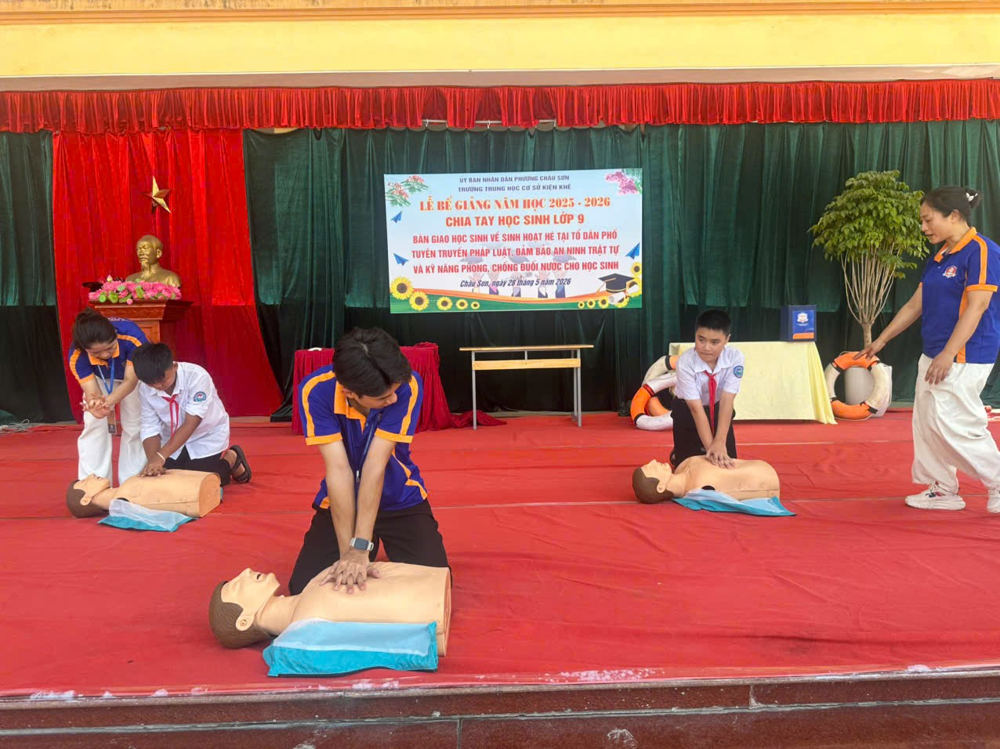 ỦY BAN NHÂN DÂN PHƯỜNG CHÂU SƠN
TRƯỜNG TRUNG HỌC CƠ SỞ KIỆN KHÊ
LỄ BẾ GIẢNG NĂM HỌC 2025 - 2026
CHIA TAY HỌC SINH LỚP 9
BÀN GIAO HỌC SINH VỀ SINH HOẠT HÈ TẠI TỔ DÂN PHỐ
TUYÊN TRUYỀN PHÁP LUẬT, ĐẢM BẢO AN NINH TRẬT TỰ
VÀ KỸ NĂNG PHÒNG, CHỐNG ĐUỐI NƯỚC CHO HỌC SINH
Châu Sơn, ngày 28 tháng 5 năm 2026